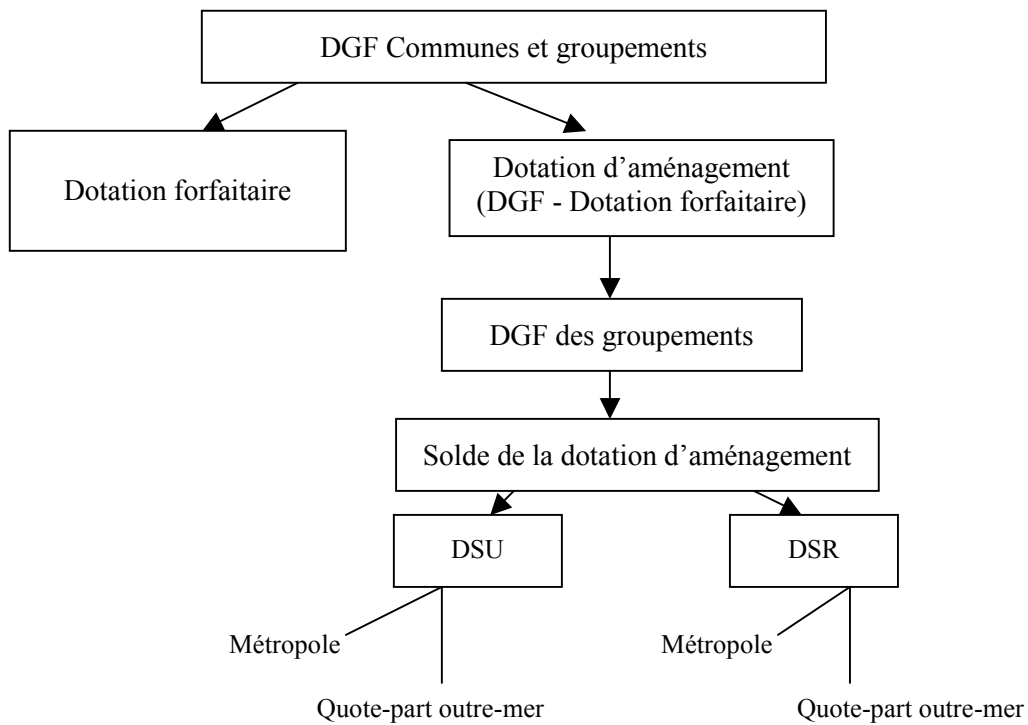 DGF Communes et groupements
Dotation forfaitaire
Dotation d’aménagement
(DGF - Dotation forfaitaire)
DGF des groupements
Solde de la dotation d’aménagement
DSU
DSR
Métropole
Métropole
Quote-part outre-mer
Quote-part outre-mer